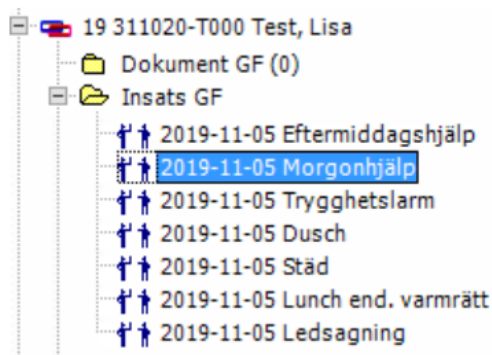 19 311020-T000 Test, Lisa
Dokument GF (0)
Insats GF
2019-11-05 Eftermiddagshjälp
2019-11-05 Morgonhjälp
2019-11-05 Trygghetslarm
2019-11-05 Dusch
2019-11-05 Städ
2019-11-05 Lunch end. varmrätt
2019-11-05 Ledsagning